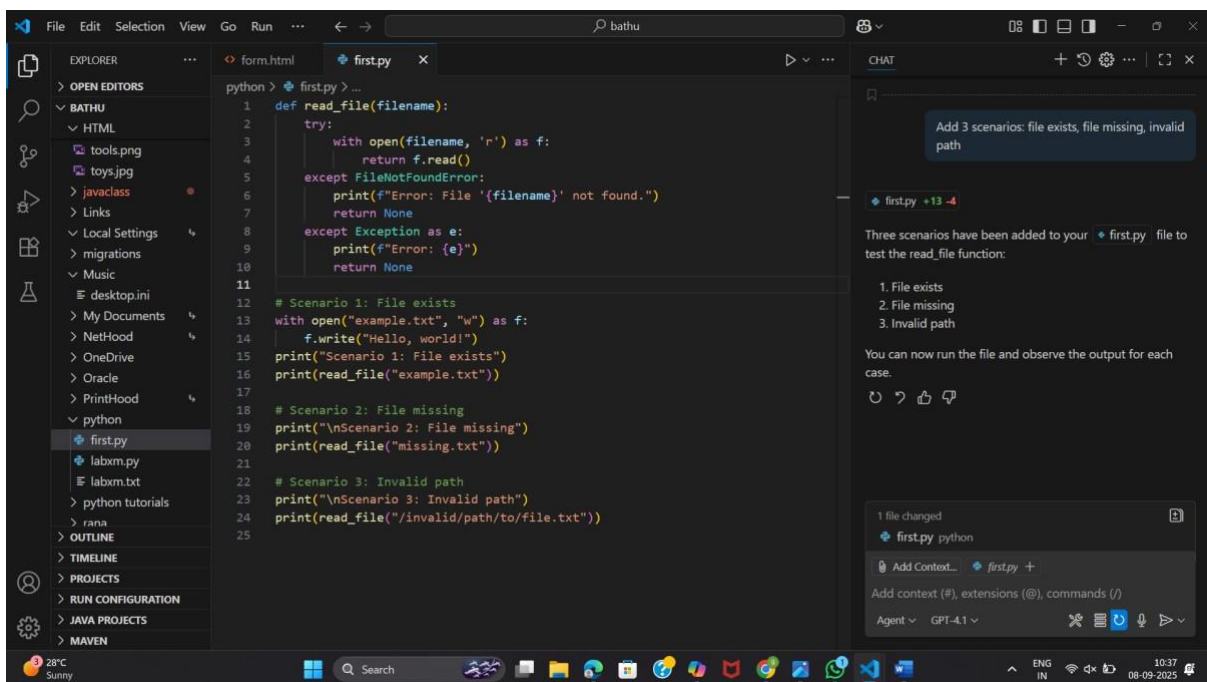 File Edit Selection View Go Run ...
bathu
EXPLORER
OPEN EDITORS
BATHU
HTML
tools.png
toys.jpg
javaclass
Links
Local Settings
migrations
Music
desktop.ini
My Documents
NetHood
OneDrive
Oracle
PrintHood
python
first.py
labxm.py
labxm.txt
python tutorials
rana
OUTLINE
TIMELINE
PROJECTS
RUN CONFIGURATION
JAVA PROJECTS
MAVEN
form.html first.py
python > first.py > ...
1 def read_file(filename):
2 try:
3 with open(filename, 'r') as f:
4 return f.read()
5 except FileNotFoundError:
6 print(f"Error: File '{filename}' not found.")
7 return None
8 except Exception as e:
9 print(f"Error: {e}")
10 return None
11
12 # Scenario 1: File exists
13 with open("example.txt", "w") as f:
14 f.write("Hello, world!")
15 print("Scenario 1: File exists")
16 print(read_file("example.txt"))
17
18 # Scenario 2: File missing
19 print("\nScenario 2: File missing")
20 print(read_file("missing.txt"))
21
22 # Scenario 3: Invalid path
23 print("\nScenario 3: Invalid path")
24 print(read_file("/invalid/path/to/file.txt"))
25
CHAT
Add 3 scenarios: file exists, file missing, invalid
path
first.py +13 -4
Three scenarios have been added to your first.py file to
test the read_file function:
1. File exists
2. File missing
3. Invalid path
You can now run the file and observe the output for each
case.
1 file changed
first.py python
Add Context... first.py +
Add context (#), extensions (@), commands (/)
Agent GPT-4.1
3 28°C
Sunny
Search
ENG
IN
10:37
08-09-2025